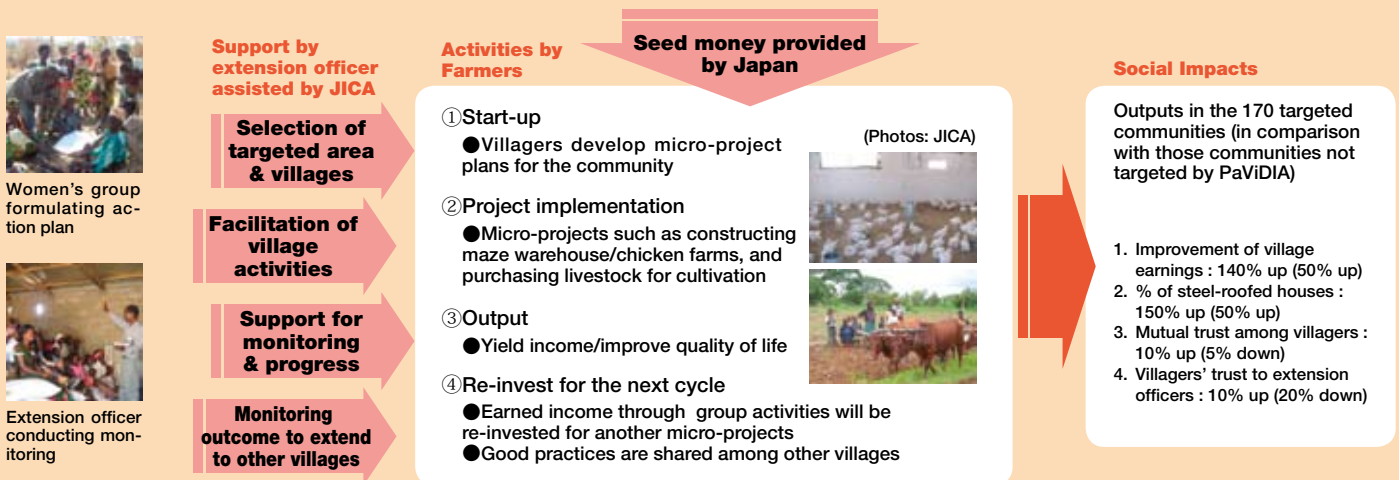 Women's group
formulating ac-
tion plan
Extension officer
conducting mon-
itoring
Support by
extension officer
assisted by JICA
Selection of
targeted area
& villages
Facilitation of
village
activities
Support for
monitoring
& progress
Monitoring
outcome to extend
to other villages
Activities by
Farmers
Seed money provided
by Japan
①Start-up
●Villagers develop micro-project
plans for the community
②Project implementation
●Micro-projects such as constructing
maze warehouse/chicken farms, and
purchasing livestock for cultivation
③Output
●Yield income/improve quality of life
④Re-invest for the next cycle
●Earned income through group activities will be
re-invested for another micro-projects
●Good practices are shared among other villages
(Photos: JICA)
Social Impacts
Outputs in the 170 targeted
communities (in comparison
with those communities not
targeted by PaViDIA)
1. Improvement of village
earnings : 140% up (50% up)
2. % of steel-roofed houses :
150% up (50% up)
3. Mutual trust among villagers :
10% up (5% down)
4. Villagers' trust to extension
officers : 10% up (20% down)